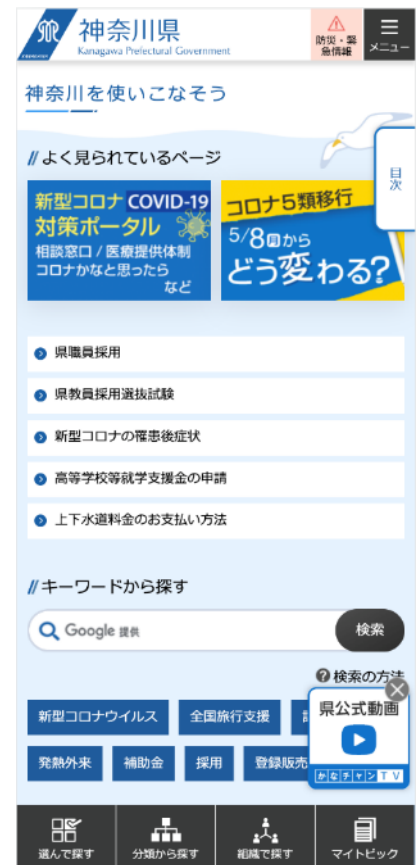 神奈川県
Kanagawa Prefectural Government
防災・緊
急情報
メニュー
神奈川を使いこなそう
よく見られているページ
目次
新型コロナ COVID-19
対策ポータル
相談窓口 / 医療提供体制
コロナかなと思ったら
など
コロナ5類移行
5/8㊊から
どう変わる?
県職員採用
県教員採用選抜試験
新型コロナの罹患後症状
高等学校等就学支援金の申請
上下水道料金のお支払い方法
キーワードから探す
Google 提供
検索
検索の方法
新型コロナウイルス
全国旅行支援
県公式動画
かなチャンTV
発熱外来
補助金
採用
登録販売
選んで探す
分類から探す
組織で探す
マイトピック